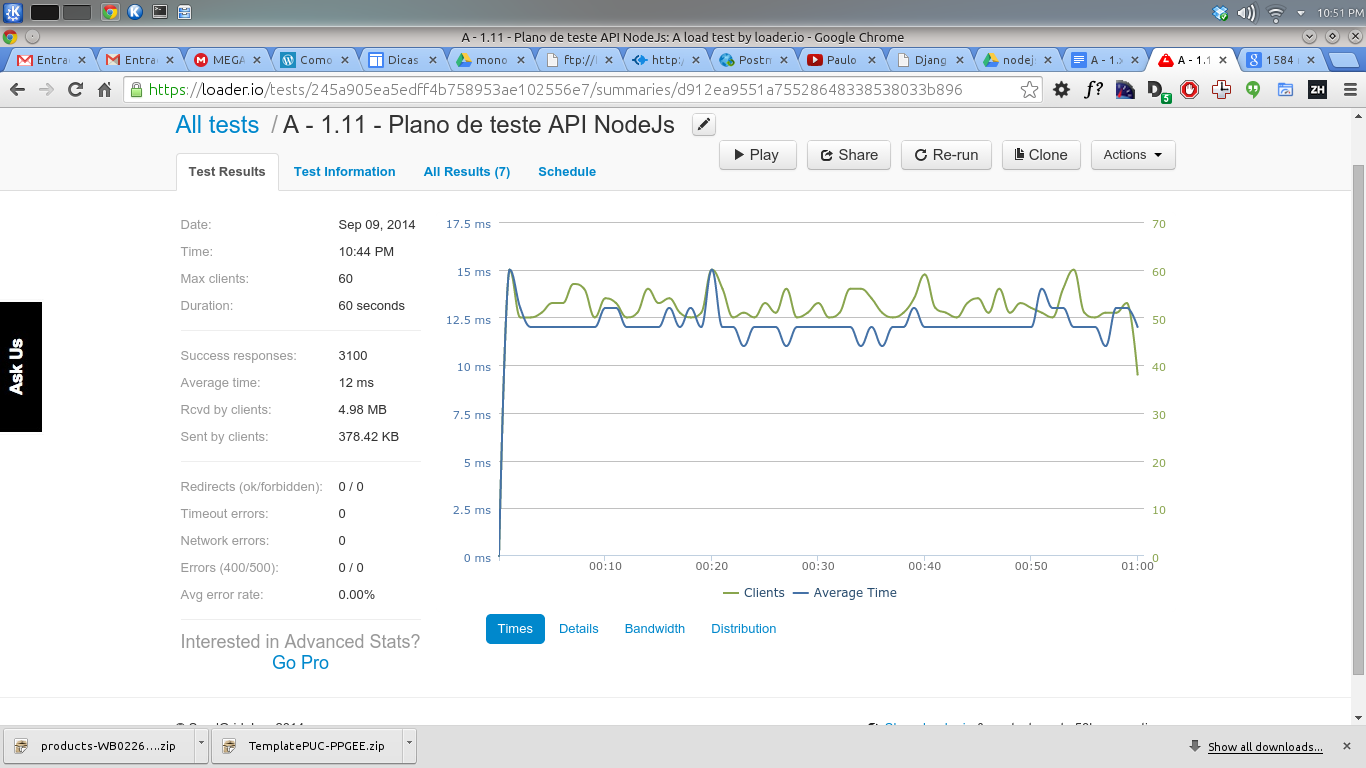 10:51 PM
A - 1.11 - Plano de teste API NodeJs: A load test by loader.io - Google Chrome
Entra
Entra
MEGA
Como
Dicas
mono
ftp://
http:
Postm
Paulo
Djang
nodej
A - 1.
A - 1.1
1584
https://loader.io/tests/245a905ea5edff4b758953ae102556e7/summaries/d912ea9551a75528648338538033b896
f?
D
5
ZH
All tests / A - 1.11 - Plano de teste API NodeJs
Play
Share
Re-run
Clone
Actions
Test Results
Test Information
All Results (7)
Schedule
Date: Sep 09, 2014
Time: 10:44 PM
Max clients: 60
Duration: 60 seconds
Success responses: 3100
Average time: 12 ms
Rcvd by clients: 4.98 MB
Sent by clients: 378.42 KB
Redirects (ok/forbidden): 0 / 0
Timeout errors: 0
Network errors: 0
Errors (400/500): 0 / 0
Avg error rate: 0.00%
Interested in Advanced Stats?
Go Pro
Ask Us
17.5 ms
15 ms
12.5 ms
10 ms
7.5 ms
5 ms
2.5 ms
0 ms
70
60
50
40
30
20
10
0
00:10
00:20
00:30
00:40
00:50
01:00
Clients
Average Time
Times
Details
Bandwidth
Distribution
products-WB0226....zip
TemplatePUC-PPGEE.zip
Show all downloads...